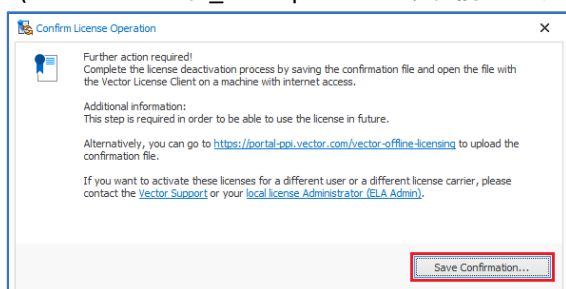 Confirm License Operation
Further action required!
Complete the license deactivation process by saving the confirmation file and open the file with
the Vector License Client on a machine with internet access.
Additional information:
This step is required in order to be able to use the license in future.
Alternatively, you can go to https://portal-ppi.vector.com/vector-offline-licensing to upload the
confirmation file.
If you want to activate these licenses for a different user or a different license carrier, please
contact the Vector Support or your local license Administrator (ELA Admin).
Save Confirmation...